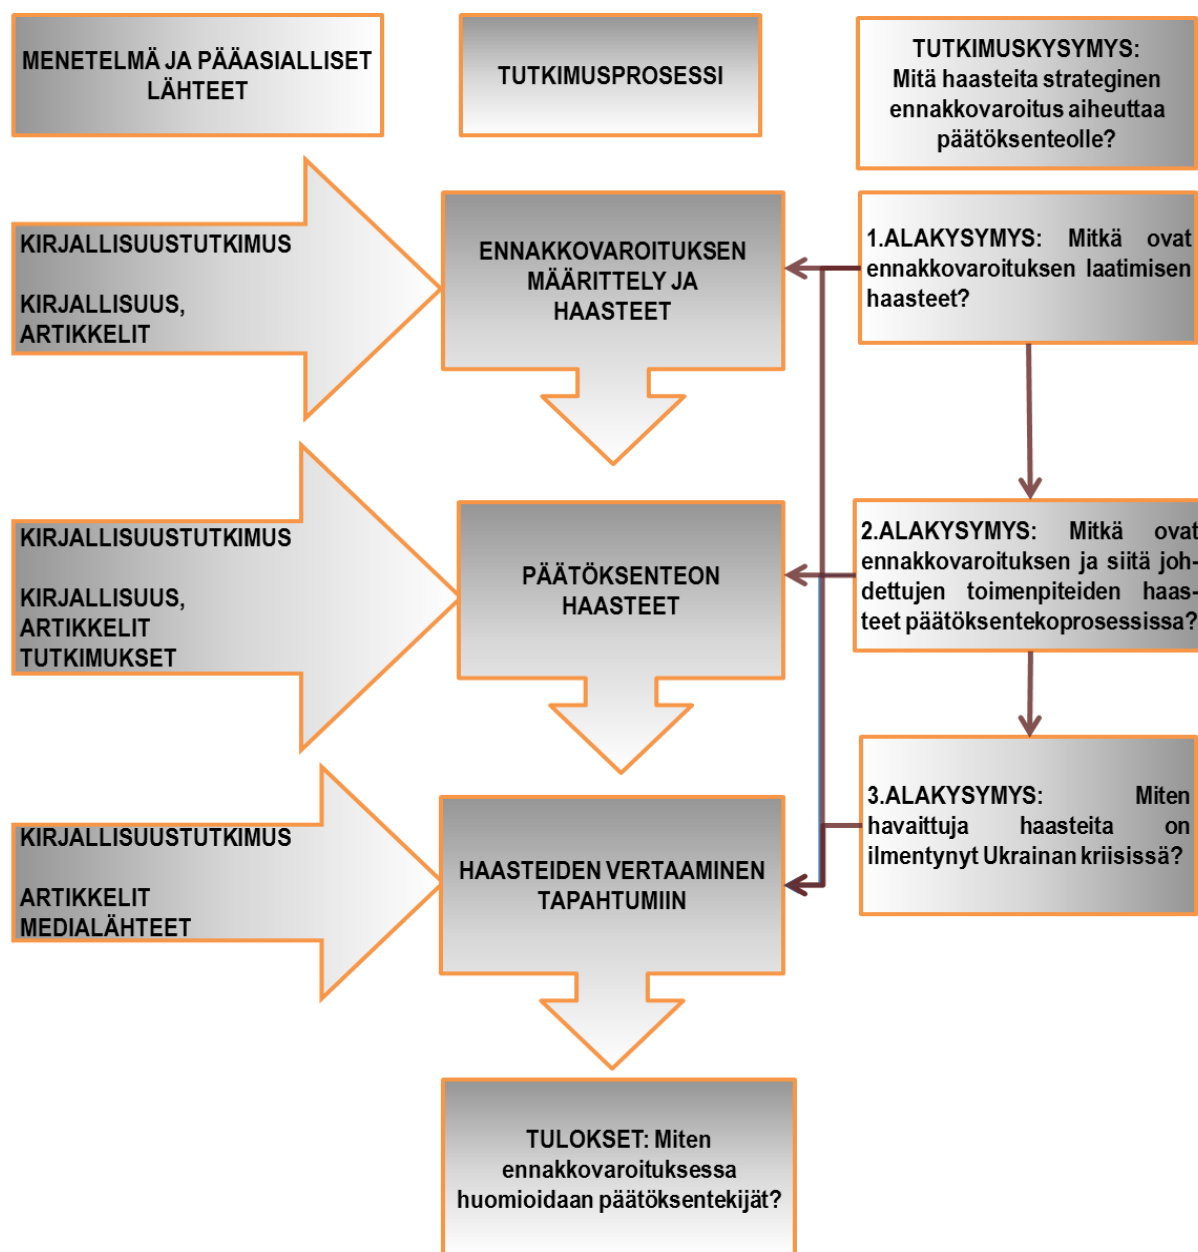 MENETELMÄ JA PÄÄASIALLISET
LÄHTEET
TUTKIMUSPROSESSI
TUTKIMUSKYSYMYS:
Mitä haasteita strateginen
ennakkovaroitus aiheuttaa
päätöksenteolle?
KIRJALLISUUSTUTKIMUS
KIRJALLISUUS,
ARTIKKELIT
ENNAKKOVAROITUKSEN
MÄÄRITTELY JA
HAASTEET
1.ALAKYSYMYS: Mitkä ovat
ennakkovaroituksen laatimisen
haasteet?
KIRJALLISUUSTUTKIMUS
KIRJALLISUUS,
ARTIKKELIT
TUTKIMUKSET
PÄÄTÖKSENTEON
HAASTEET
2.ALAKYSYMYS: Mitkä ovat
ennakkovaroituksen ja siitä joh-
dettujen toimenpiteiden haas-
teet päätöksentekoprosessissa?
KIRJALLISUUSTUTKIMUS
ARTIKKELIT
MEDIALÄHTEET
HAASTEIDEN VERTAAMINEN
TAPAHTUMIIN
3.ALAKYSYMYS: Miten
havaittuja haasteita on
ilmentynyt Ukrainan kriisissä?
TULOKSET: Miten
ennakkovaroituksessa
huomioidaan päätöksentekijät?